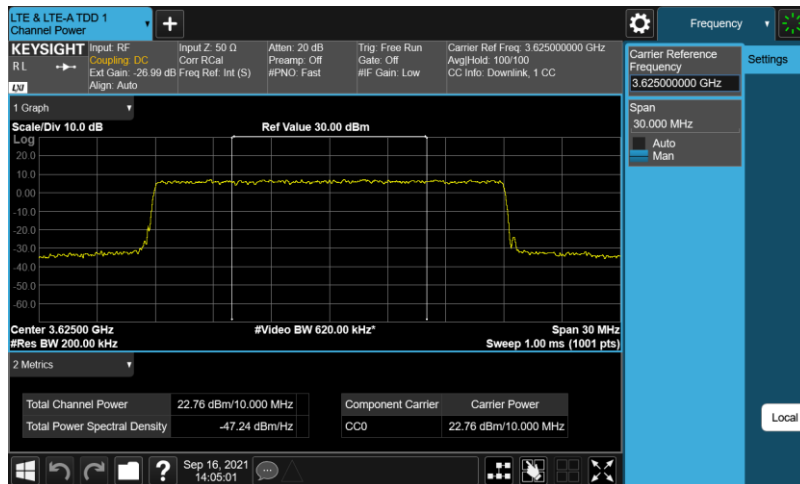 LTE & LTE-A TDD 1
Channel Power
Frequency
KEYSIGHT
R L
LXI
Input: RF
Coupling: DC
Ext Gain: -26.99 dB
Align: Auto
Input Z: 50 Ω
Corr RCal
Freq Ref: Int (S)
Atten: 20 dB
Preamp: Off
#PNO: Fast
Trig: Free Run
Gate: Off
#IF Gain: Low
Carrier Ref Freq: 3.625000000 GHz
Avg|Hold: 100/100
CC Info: Downlink, 1 CC
Carrier Reference
Frequency
3.625000000 GHz
Settings
Span
30.000 MHz
Auto
Man
1 Graph
Scale/Div 10.0 dB
Ref Value 30.00 dBm
Log
20.0
10.0
0.00
-10.0
-20.0
-30.0
-40.0
-50.0
-60.0
Center 3.62500 GHz
#Video BW 620.00 kHz*
Span 30 MHz
#Res BW 200.00 kHz
Sweep 1.00 ms (1001 pts)
2 Metrics
Total Channel Power 22.76 dBm/10.000 MHz
Total Power Spectral Density -47.24 dBm/Hz
Component Carrier Carrier Power
CC0 22.76 dBm/10.000 MHz
Local
?
Sep 16, 2021
14:05:01